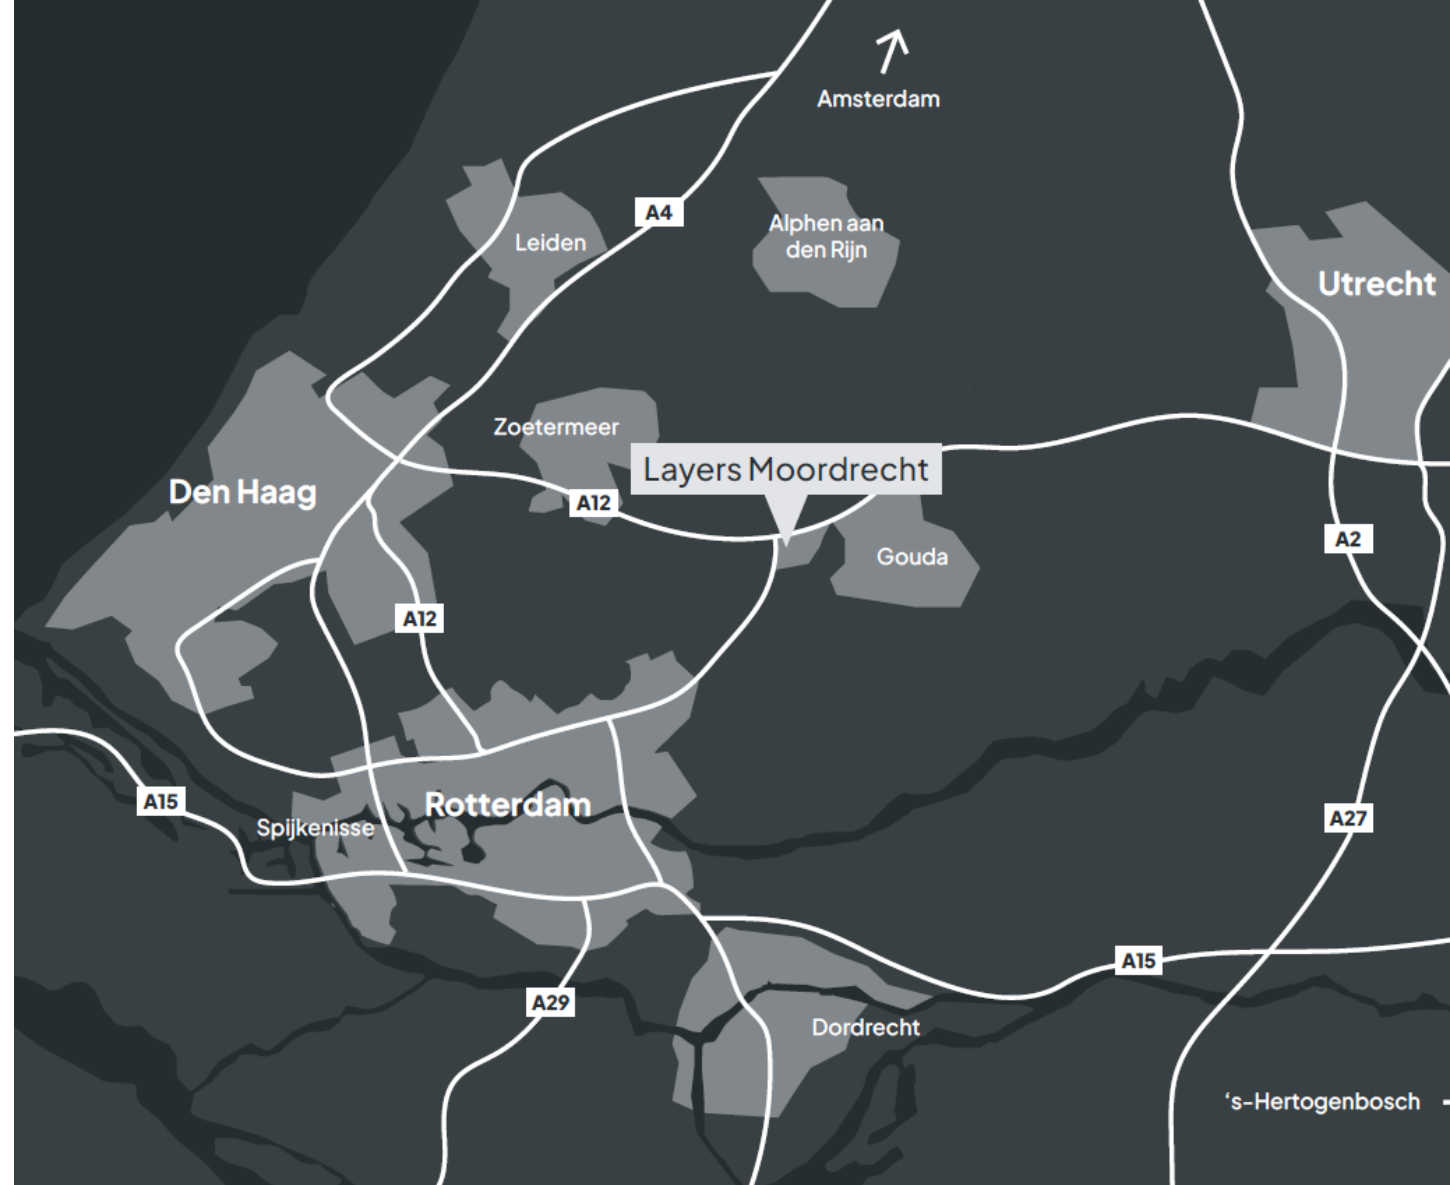 Amsterdam
A4
Alphen aan
den Rijn
Leiden
Utrecht
Zoetermeer
Layers Moordrecht
Den Haag
A12
A2
Gouda
A12
A15
Rotterdam
A27
Spijkenisse
A15
A29
Dordrecht
‘s-Hertogenbosch